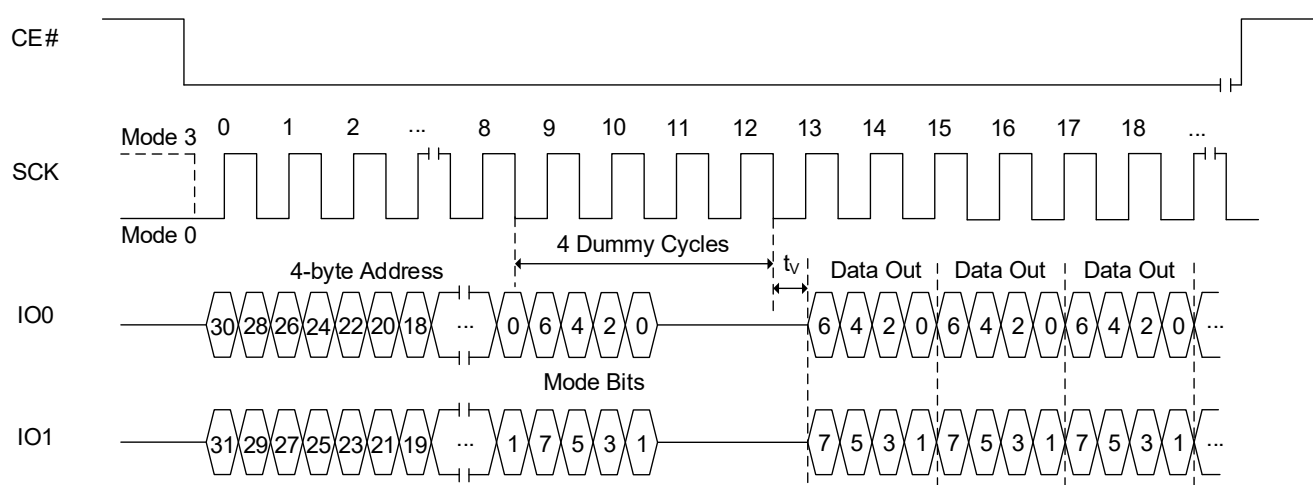 CE#
0 1 2 ... 8 9 10 11 12 13 14 15 16 17 18 ...
Mode 3
SCK
Mode 0
4 Dummy Cycles
4-byte Address
tV
Data Out Data Out Data Out
IO0
30 28 26 24 22 20 18 ... 0 6 4 2 0 6 4 2 0 6 4 2 0 6 4 2 0 ...
Mode Bits
IO1
31 29 27 25 23 21 19 ... 1 7 5 3 1 7 5 3 1 7 5 3 1 7 5 3 1 ...